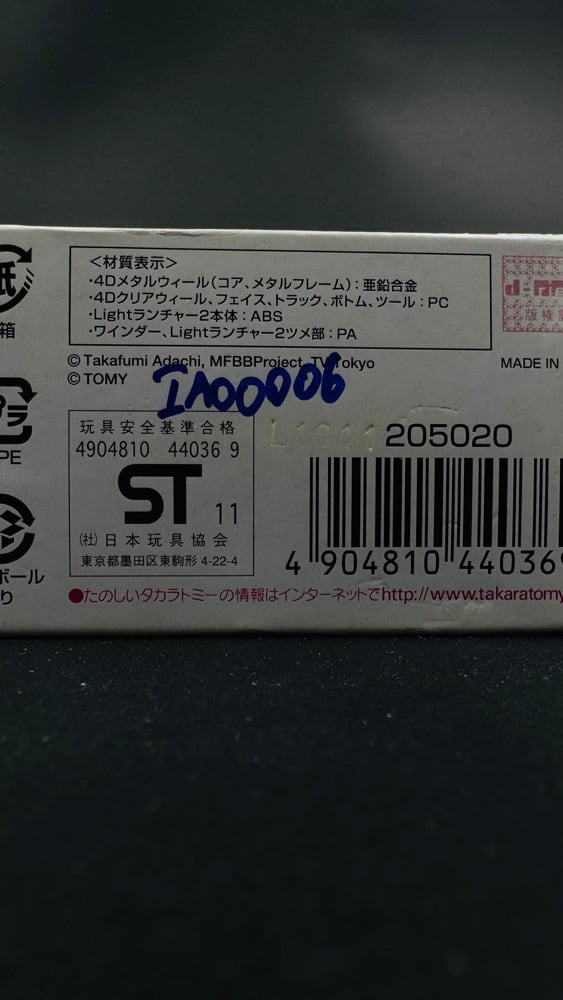 紙
箱
<材質表示>
・4Dメタルウィール(コア、メタルフレーム):亜鉛合金
・4Dクリアウィール、フェイス、トラック、ボトム、ツール:PC
・Lightランチャー2本体:ABS
・ワインダー、Lightランチャー2ツメ部:PA
版権
©Takafumi Adachi, MFBBProject, TV Tokyo
©TOMY
MADE IN
IA00006
プラ
PE
玩具安全基準合格
4904810 44036 9
ST 11
(社)日本玩具協会
東京都墨田区東駒形 4-22-4
205020
4 904810 440369
ボール
り
●たのしいタカラトミーの情報はインターネットでhttp://www.takaratomy